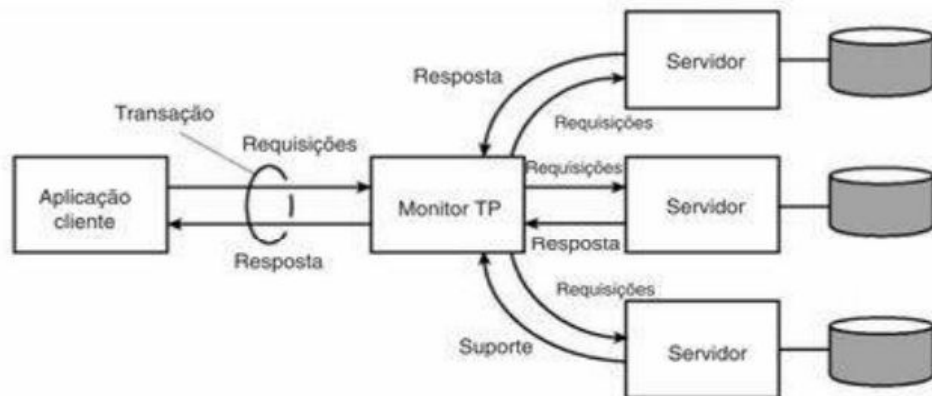 Servidor
Resposta
Transação
Requisições
Requisições
Aplicação
cliente
Monitor TP
Requisições
Servidor
Resposta
Resposta
Requisições
Suporte
Servidor